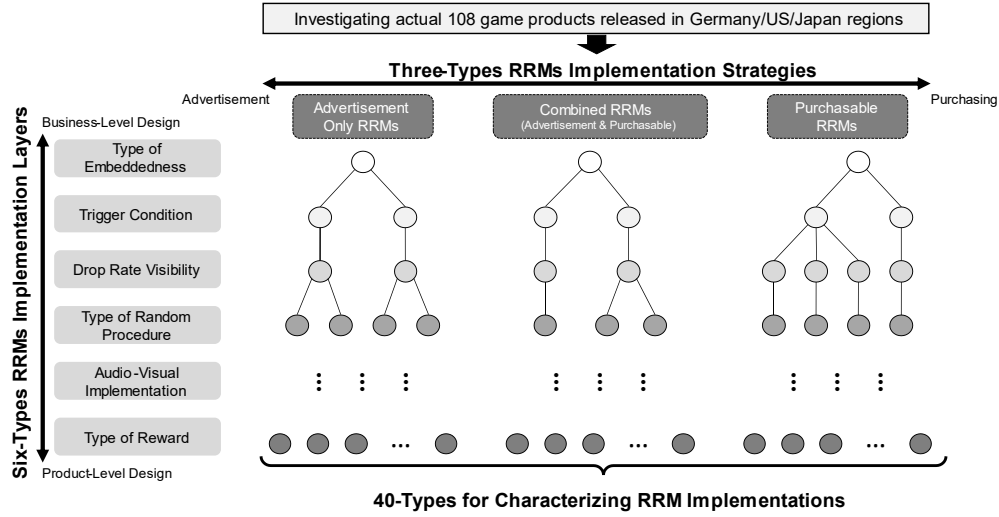 Investigating actual 108 game products released in Germany/US/Japan regions
Three-Types RRMs Implementation Strategies
Advertisement
Purchasing
Advertisement
Only RRMs
Combined RRMs
(Advertisement & Purchasable)
Purchasable
RRMs
Six-Types RRMs Implementation Layers
Business-Level Design
Type of
Embeddedness
Trigger Condition
Drop Rate Visibility
Type of Random
Procedure
Audio-Visual
Implementation
Type of Reward
Product-Level Design
40-Types for Characterizing RRM Implementations